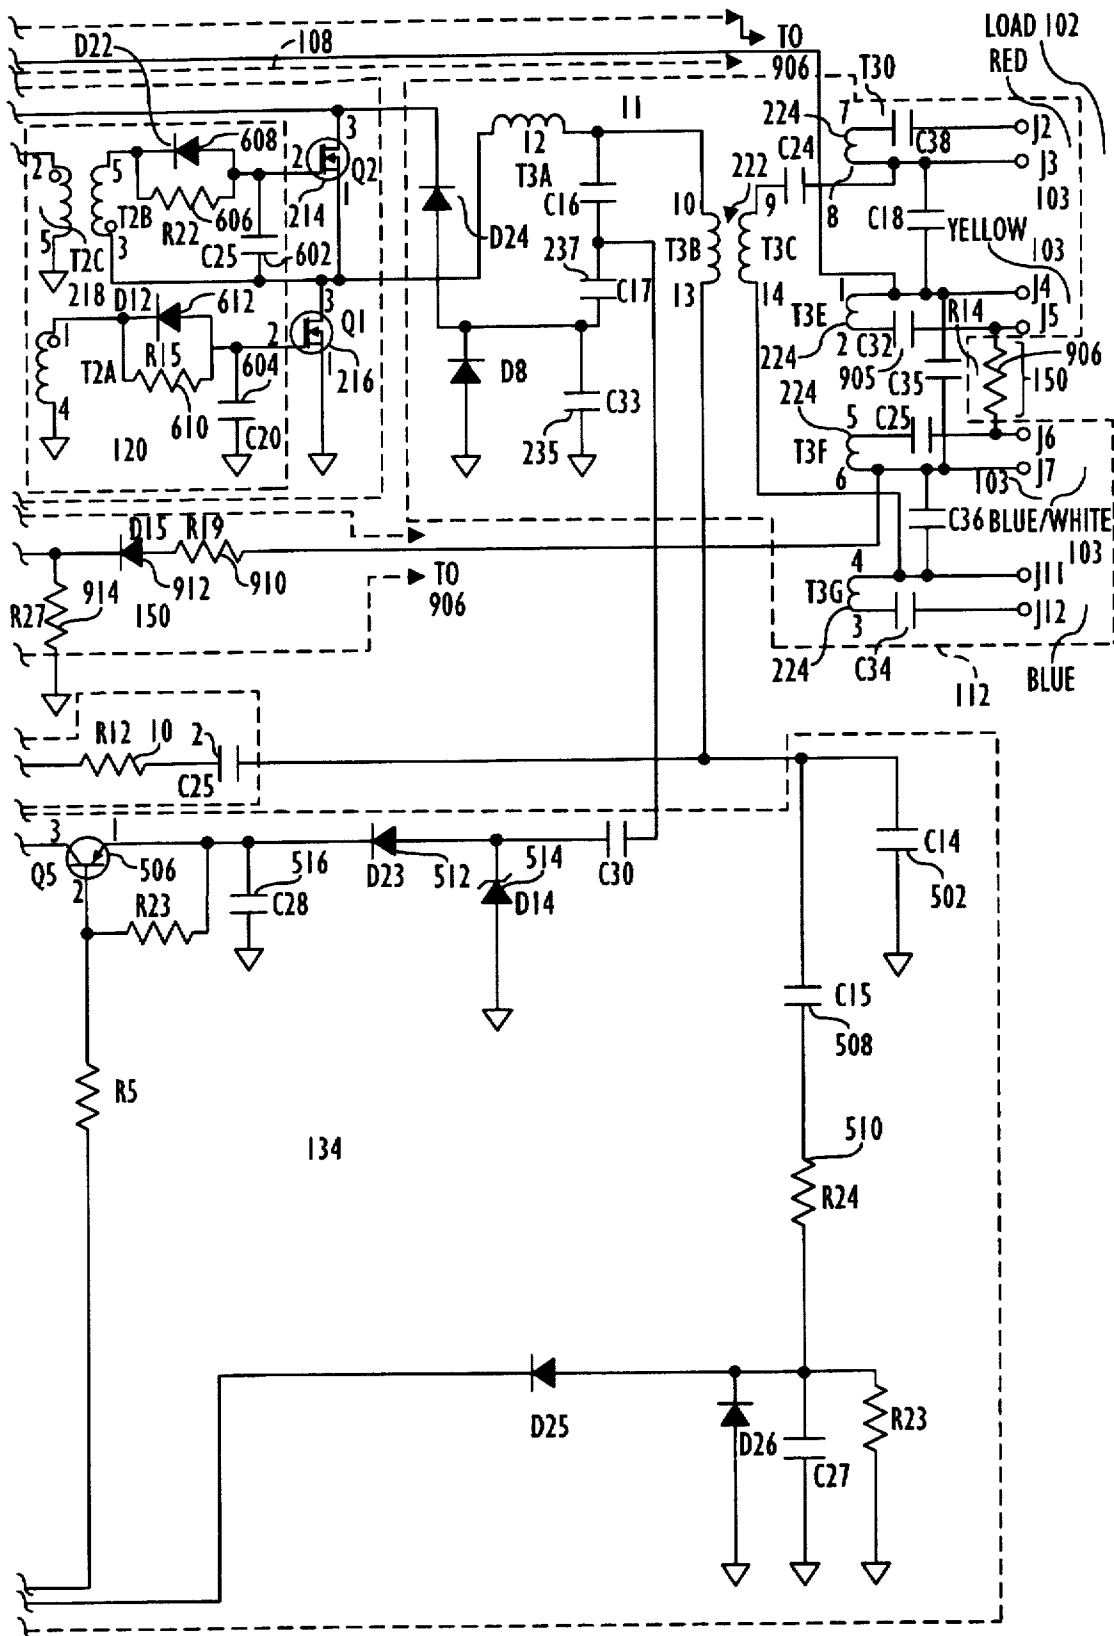 D22
108
TO
906
LOAD 102
RED
T30
11
7
224
J2
C38
C24
J3
2
5
608
3
2
Q2
12
T3A
222
103
606
1
214
C16
10
9
8
C18
YELLOW
T2B
R22
D24
237
T3B
T3C
103
5
3
T2C
C25
602
C17
218
D12
612
3
13
14
1
J4
T3E
R14
J5
1
R15
2
Q1
D8
2
C32
906
T2A
604
1
216
224
905
C35
150
4
610
C20
C33
224
5
C25
J6
120
235
T3F
6
J7
103
C36
BLUE/WHITE
D15
R19
103
914
912
910
TO
4
J11
R27
150
906
T3G
J12
3
224
C34
BLUE
112
R12
10
2
C25
3
1
516
514
C14
Q5
506
D23
512
C30
502
2
R23
C28
D14
C15
508
R5
134
510
R24
D25
D26
C27
R23